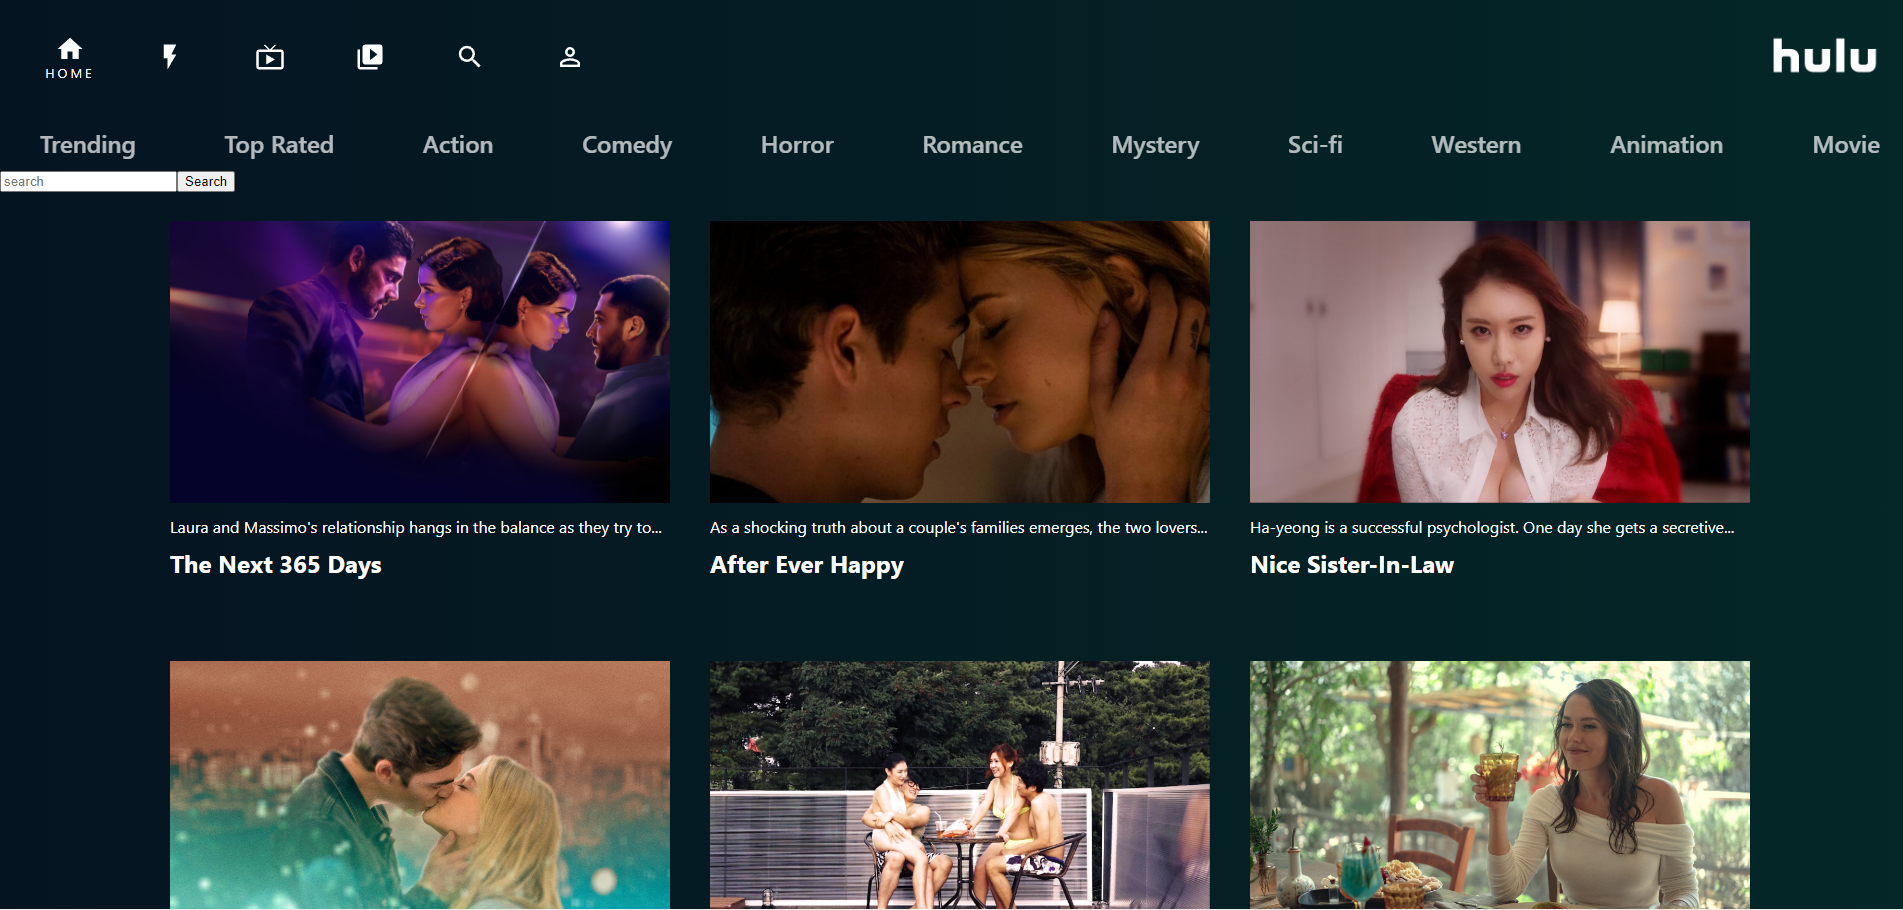 HOME
hulu
Trending Top Rated Action Comedy Horror Romance Mystery Sci-fi Western Animation Movie
search Search
Laura and Massimo's relationship hangs in the balance as they try to...
The Next 365 Days
As a shocking truth about a couple's families emerges, the two lovers...
After Ever Happy
Ha-yeong is a successful psychologist. One day she gets a secretive...
Nice Sister-In-Law